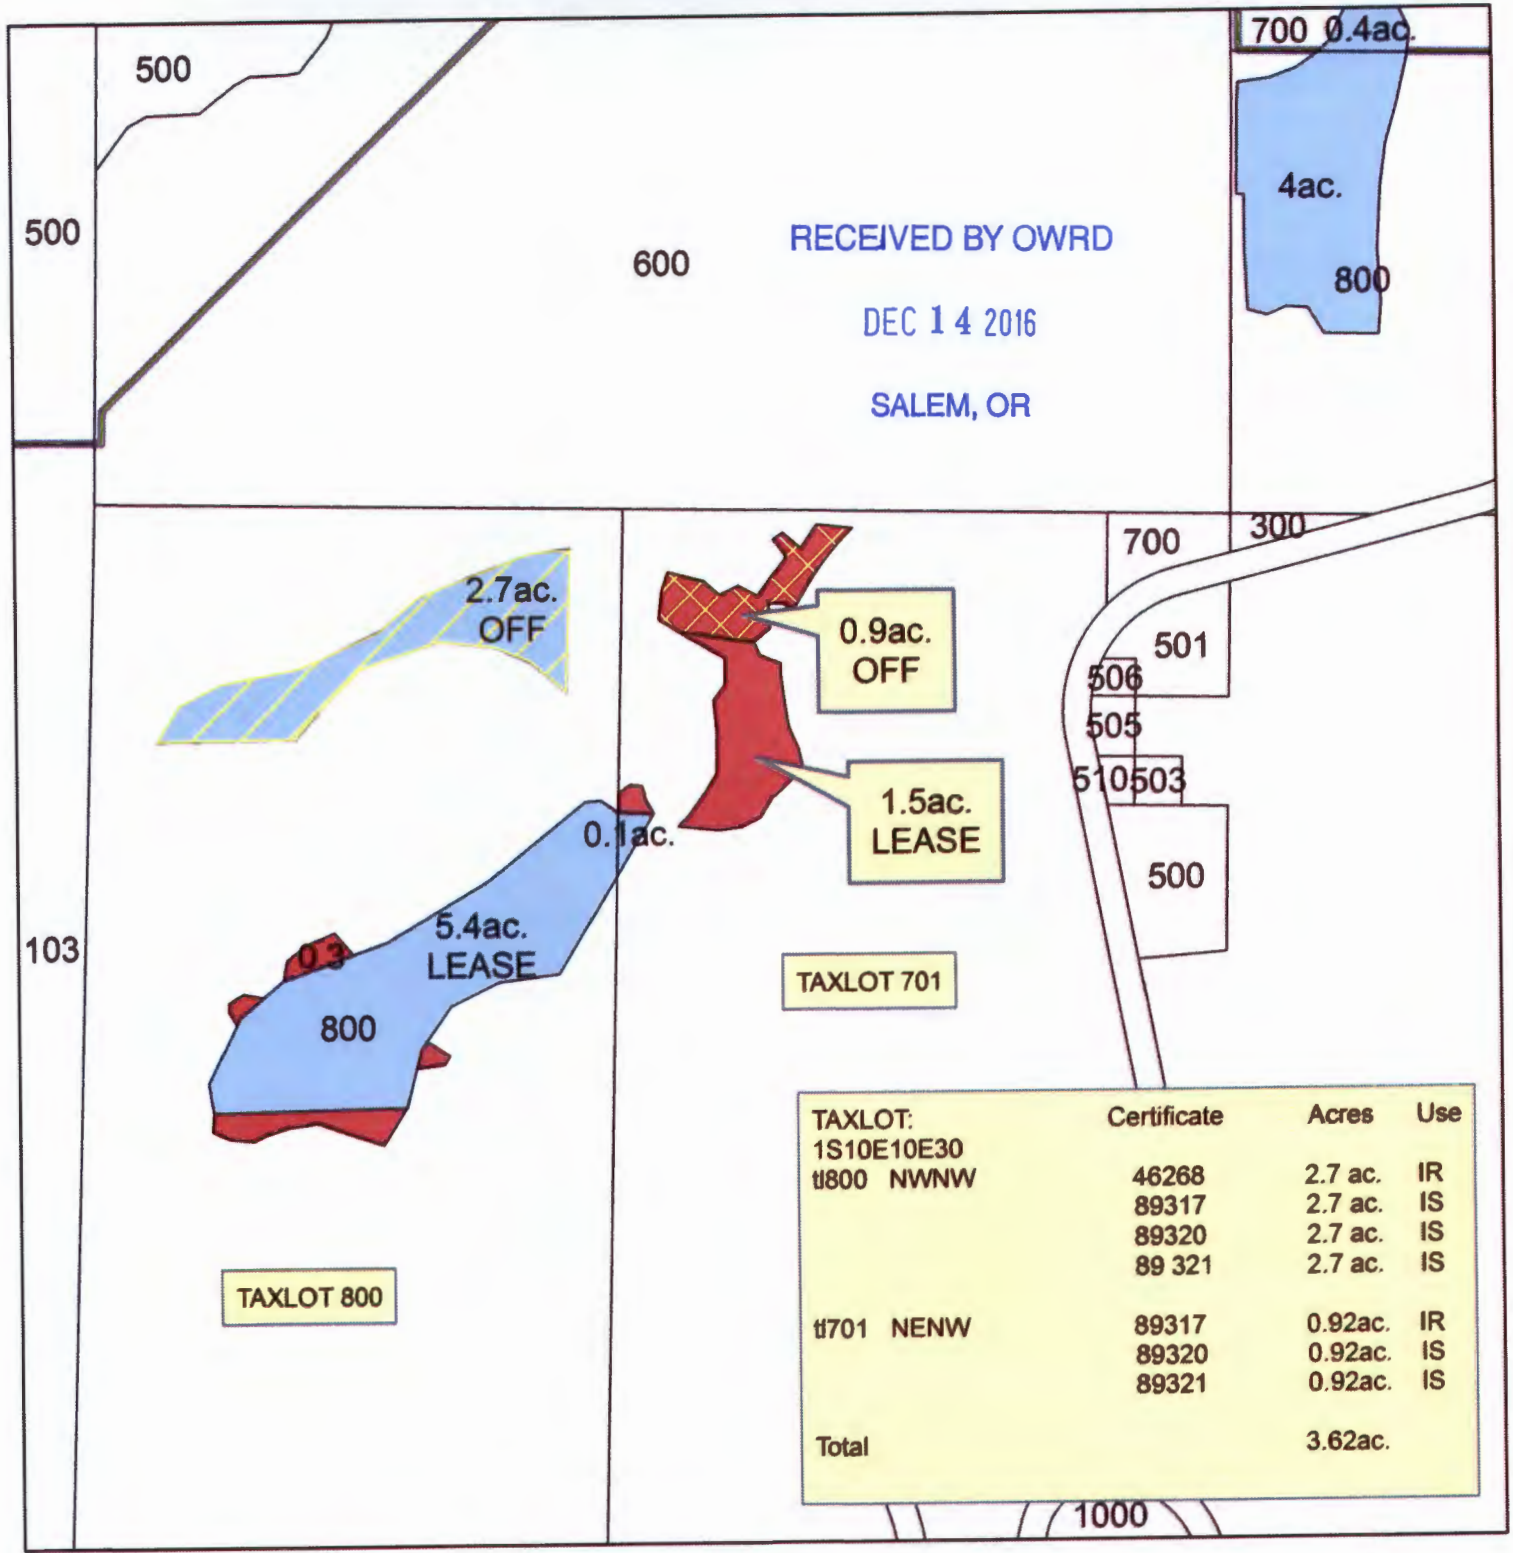 500
700 0.4ac.
500
600
4ac.
800
RECEIVED BY OWRD
DEC 14 2016
SALEM, OR
700
300
2.7ac.
OFF
0.9ac.
OFF
501
506
505
510
503
1.5ac.
LEASE
0.1ac.
500
103
0.3
5.4ac.
LEASE
800
TAXLOT 701
TAXLOT 800
TAXLOT: Certificate Acres Use
1S10E10E30
tl800 NWNW 46268 2.7 ac. IR
89317 2.7 ac. IS
89320 2.7 ac. IS
89 321 2.7 ac. IS
tl701 NENW 89317 0.92ac. IR
89320 0.92ac. IS
89321 0.92ac. IS
Total 3.62ac.
1000